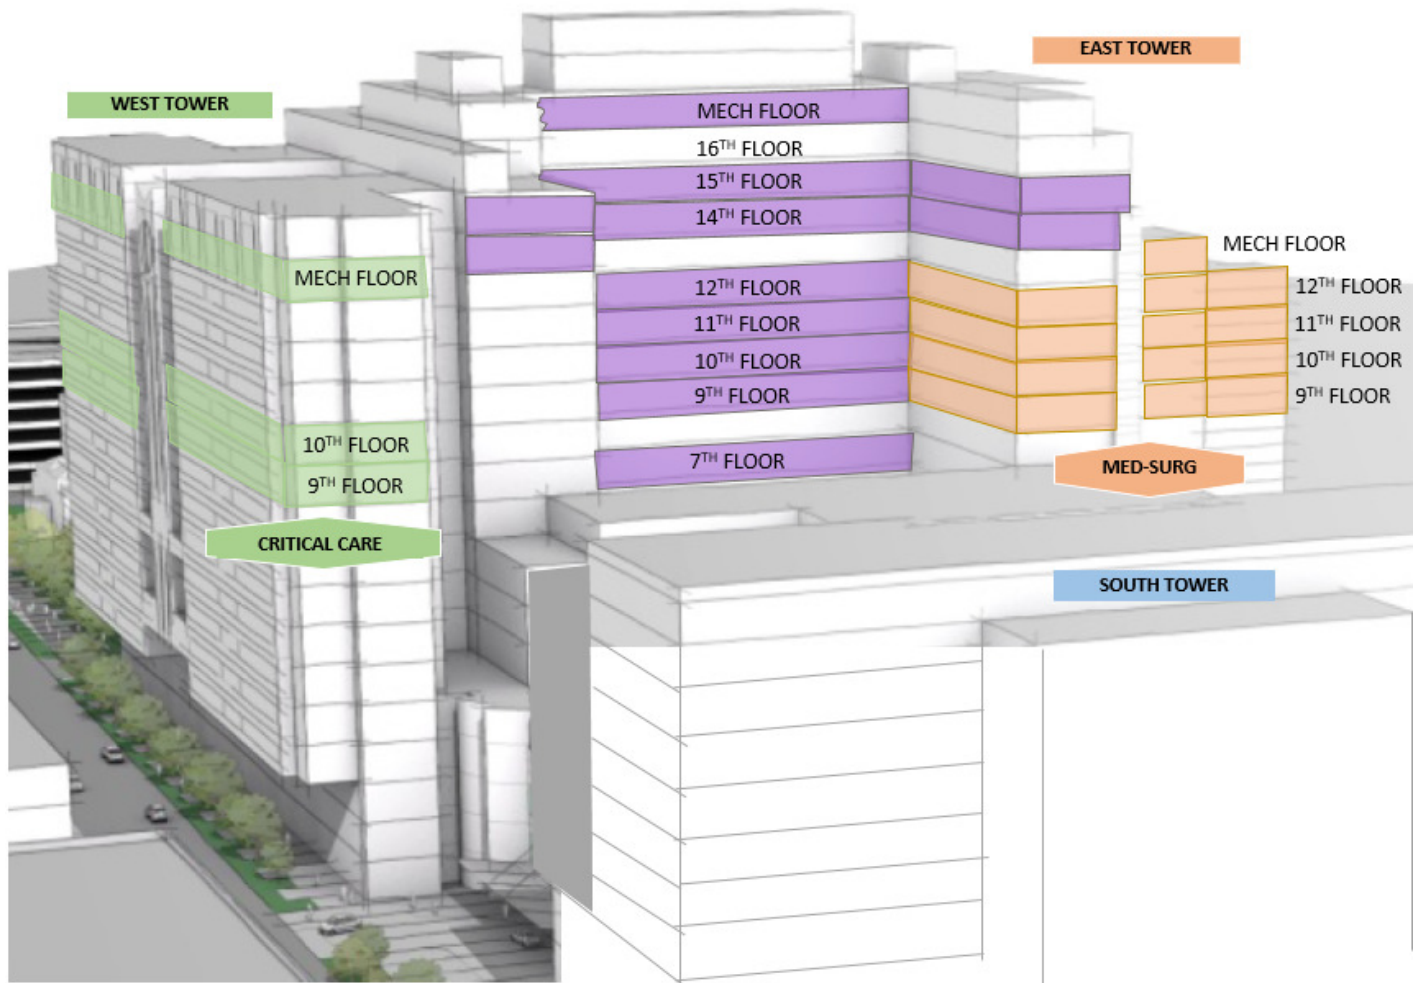 EAST TOWER
WEST TOWER
MECH FLOOR
16TH FLOOR
15TH FLOOR
14TH FLOOR
12TH FLOOR
11TH FLOOR
10TH FLOOR
9TH FLOOR
7TH FLOOR
MECH FLOOR
12TH FLOOR
11TH FLOOR
10TH FLOOR
9TH FLOOR
MED-SURG
MECH FLOOR
10TH FLOOR
9TH FLOOR
CRITICAL CARE
SOUTH TOWER